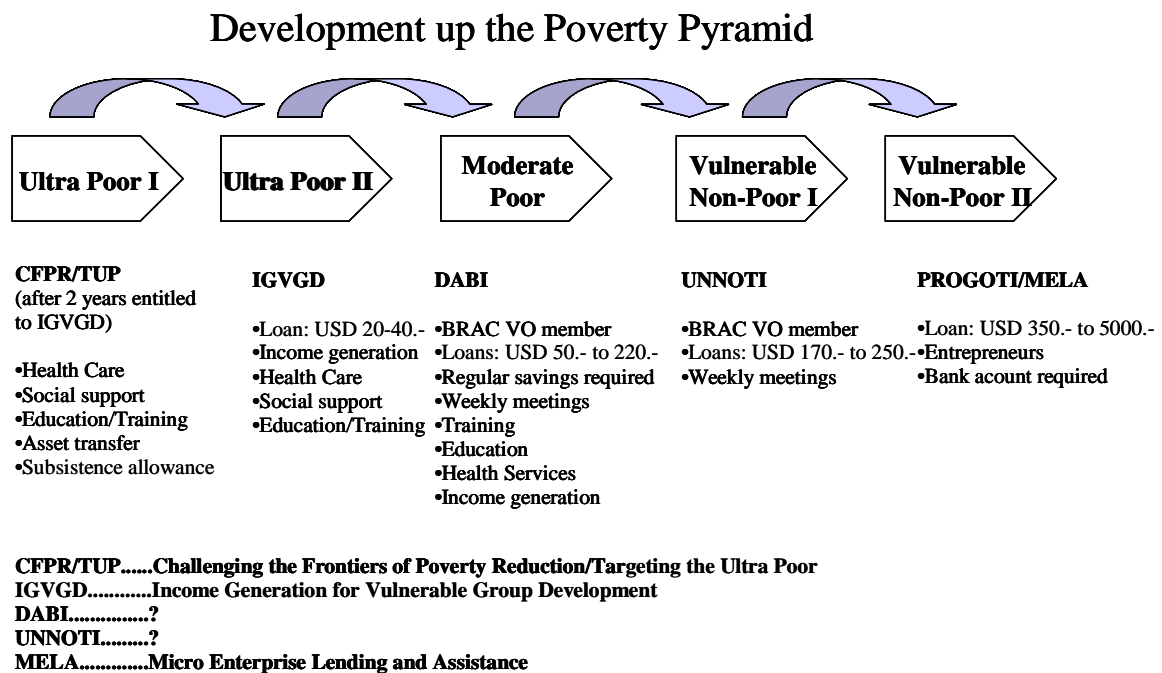 Development up the Poverty Pyramid
Ultra Poor I
Ultra Poor II
Moderate
Poor
Vulnerable
Non-Poor I
Vulnerable
Non-Poor II
CFPR/TUP
(after 2 years entitled
to IGVGD)
•Health Care
•Social support
•Education/Training
•Asset transfer
•Subsistence allowance
IGVGD
•Loan: USD 20-40.-
•Income generation
•Health Care
•Social support
•Education/Training
DABI
•BRAC VO member
•Loans: USD 50.- to 220.-
•Regular savings required
•Weekly meetings
•Training
•Education
•Health Services
•Income generation
UNNOTI
•BRAC VO member
•Loans: USD 170.- to 250.-
•Weekly meetings
PROGOTI/MELA
•Loan: USD 350.- to 5000.-
•Entrepreneurs
•Bank acount required
CFPR/TUP......Challenging the Frontiers of Poverty Reduction/Targeting the Ultra Poor
IGVGD............Income Generation for Vulnerable Group Development
DABI...............?
UNNOTI.........?
MELA.............Micro Enterprise Lending and Assistance